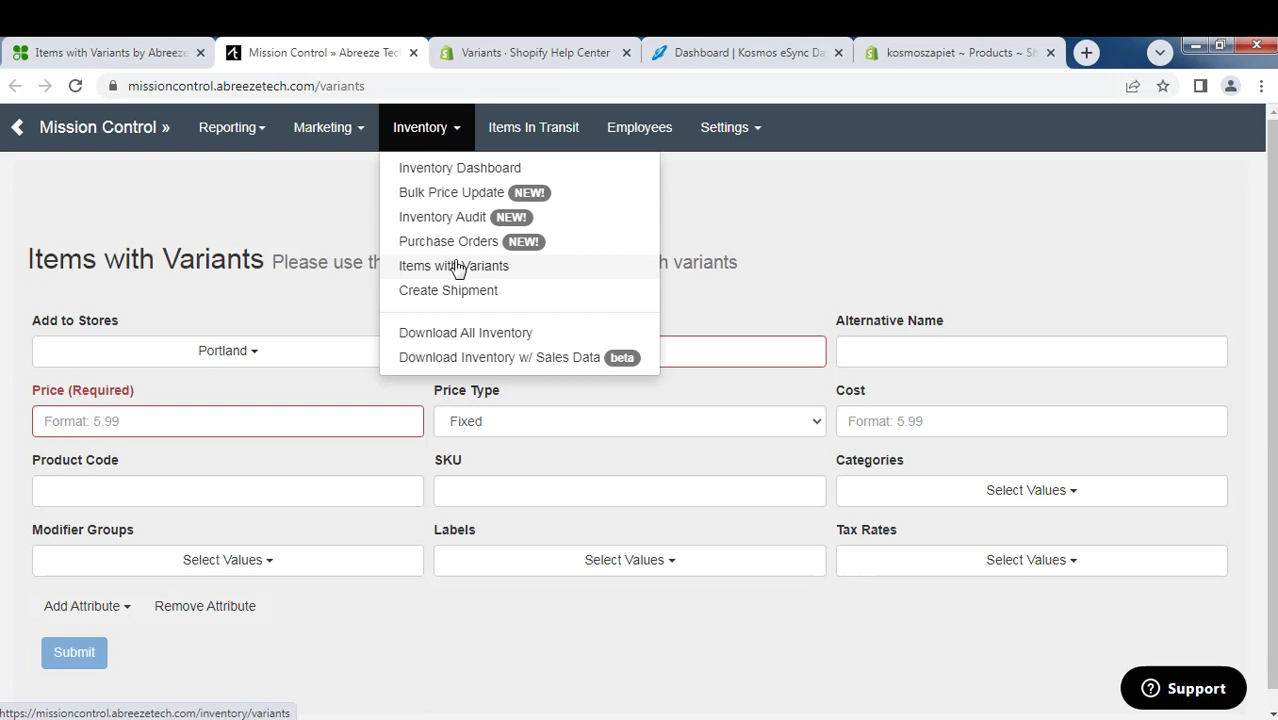 Items with Variants by Abreeze
Mission Control » Abreeze Tec
Variants · Sh Center
Dashboard | Kosmos eSync Da
kosmoszapiet ~ Products ~ Sh
missioncontrol.abreezetech.com/variants
Mission Control »
Reporting
Marketing
Inventory
Items In Transit
Employees
Settings
Inventory Dashboard
Bulk Price Update NEW!
Inventory Audit NEW!
Purchase Orders NEW!
Items with Variants
Create Shipment
Download All Inventory
Download Inventory w/ Sales Data beta
Items with Variants Please use th h variants
Add to Stores
Alternative Name
Portland
Price (Required)
Price Type
Cost
Format: 5.99
Fixed
Format: 5.99
Product Code
SKU
Categories
Select Values
Modifier Groups
Labels
Tax Rates
Select Values
Select Values
Select Values
Add Attribute
Remove Attribute
Submit
Support
https://missioncontrol.abreezetech.com/inventory/variants